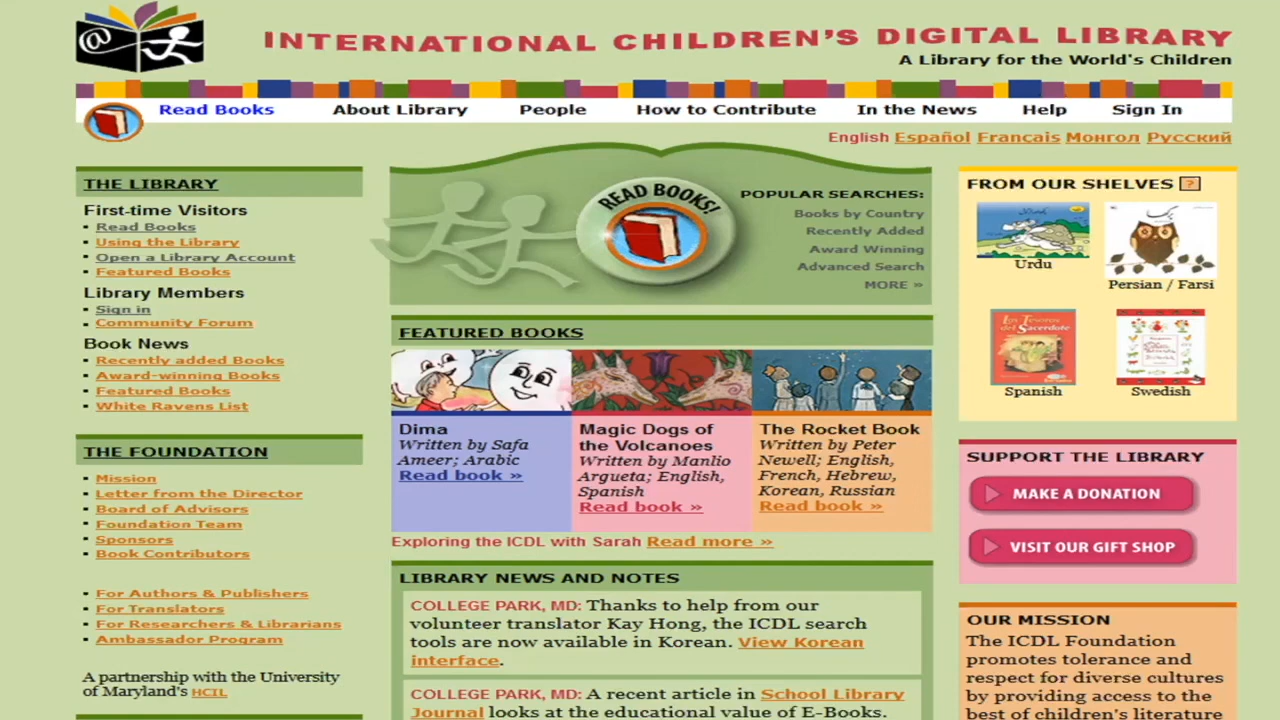 @
INTERNATIONAL CHILDREN'S DIGITAL LIBRARY
A Library for the World's Children
Read Books About Library People How to Contribute In the News Help Sign In
English Español Français Монгол Русский
THE LIBRARY
First-time Visitors
Read Books
Using the Library
Open a Library Account
Featured Books
Library Members
Sign in
Community Forum
Book News
Recently added Books
Award-winning Books
Featured Books
White Ravens List
THE FOUNDATION
Mission
Letter from the Director
Board of Advisors
Foundation Team
Sponsors
Book Contributors
For Authors & Publishers
For Translators
For Researchers & Librarians
Ambassador Program
A partnership with the University
of Maryland's HCIL
READ BOOKS!
POPULAR SEARCHES:
Books by Country
Recently Added
Award Winning
Advanced Search
MORE »
FEATURED BOOKS
Dima
Written by Safa
Ameer; Arabic
Read book »
Magic Dogs of
the Volcanoes
Written by Manlio
Argueta; English,
Spanish
Read book »
The Rocket Book
Written by Peter
Newell; English,
French, Hebrew,
Korean, Russian
Read book »
Exploring the ICDL with Sarah Read more »
LIBRARY NEWS AND NOTES
COLLEGE PARK, MD: Thanks to help from our
volunteer translator Kay Hong, the ICDL search
tools are now available in Korean. View Korean
interface.
COLLEGE PARK, MD: A recent article in School Library
Journal looks at the educational value of E-Books.
FROM OUR SHELVES ?
Urdu
Persian / Farsi
Los Tesoros
del Sacerdote
Spanish
Swedish
SUPPORT THE LIBRARY
MAKE A DONATION
VISIT OUR GIFT SHOP
OUR MISSION
The ICDL Foundation
promotes tolerance and
respect for diverse cultures
by providing access to the
best of children's literature